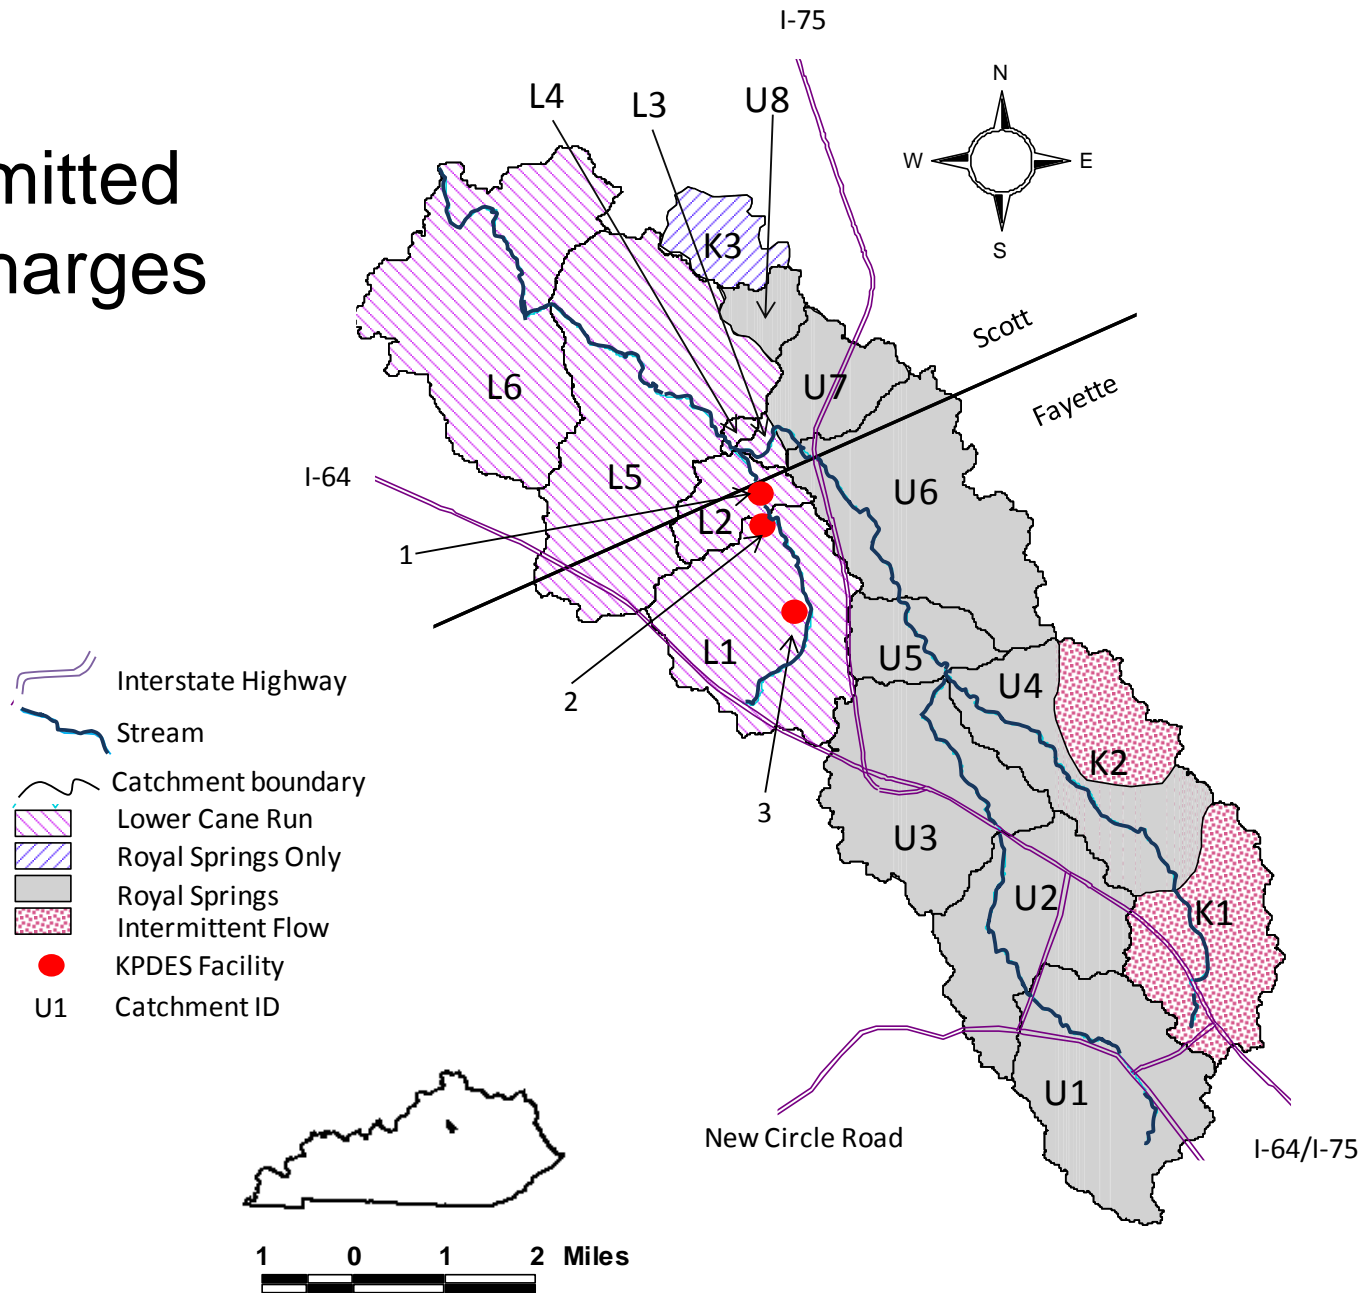 I-75
L4
L3
U8
N
W
E
S
mitted
harges
K3
Scott
Fayette
L6
U7
I-64
L5
U6
L2
1
L1
U5
U4
2
K2
3
U3
U2
K1
U1
New Circle Road
I-64/I-75
Interstate Highway
Stream
Catchment boundary
Lower Cane Run
Royal Springs Only
Royal Springs
Intermittent Flow
KPDES Facility
U1 Catchment ID
1 0 1 2 Miles